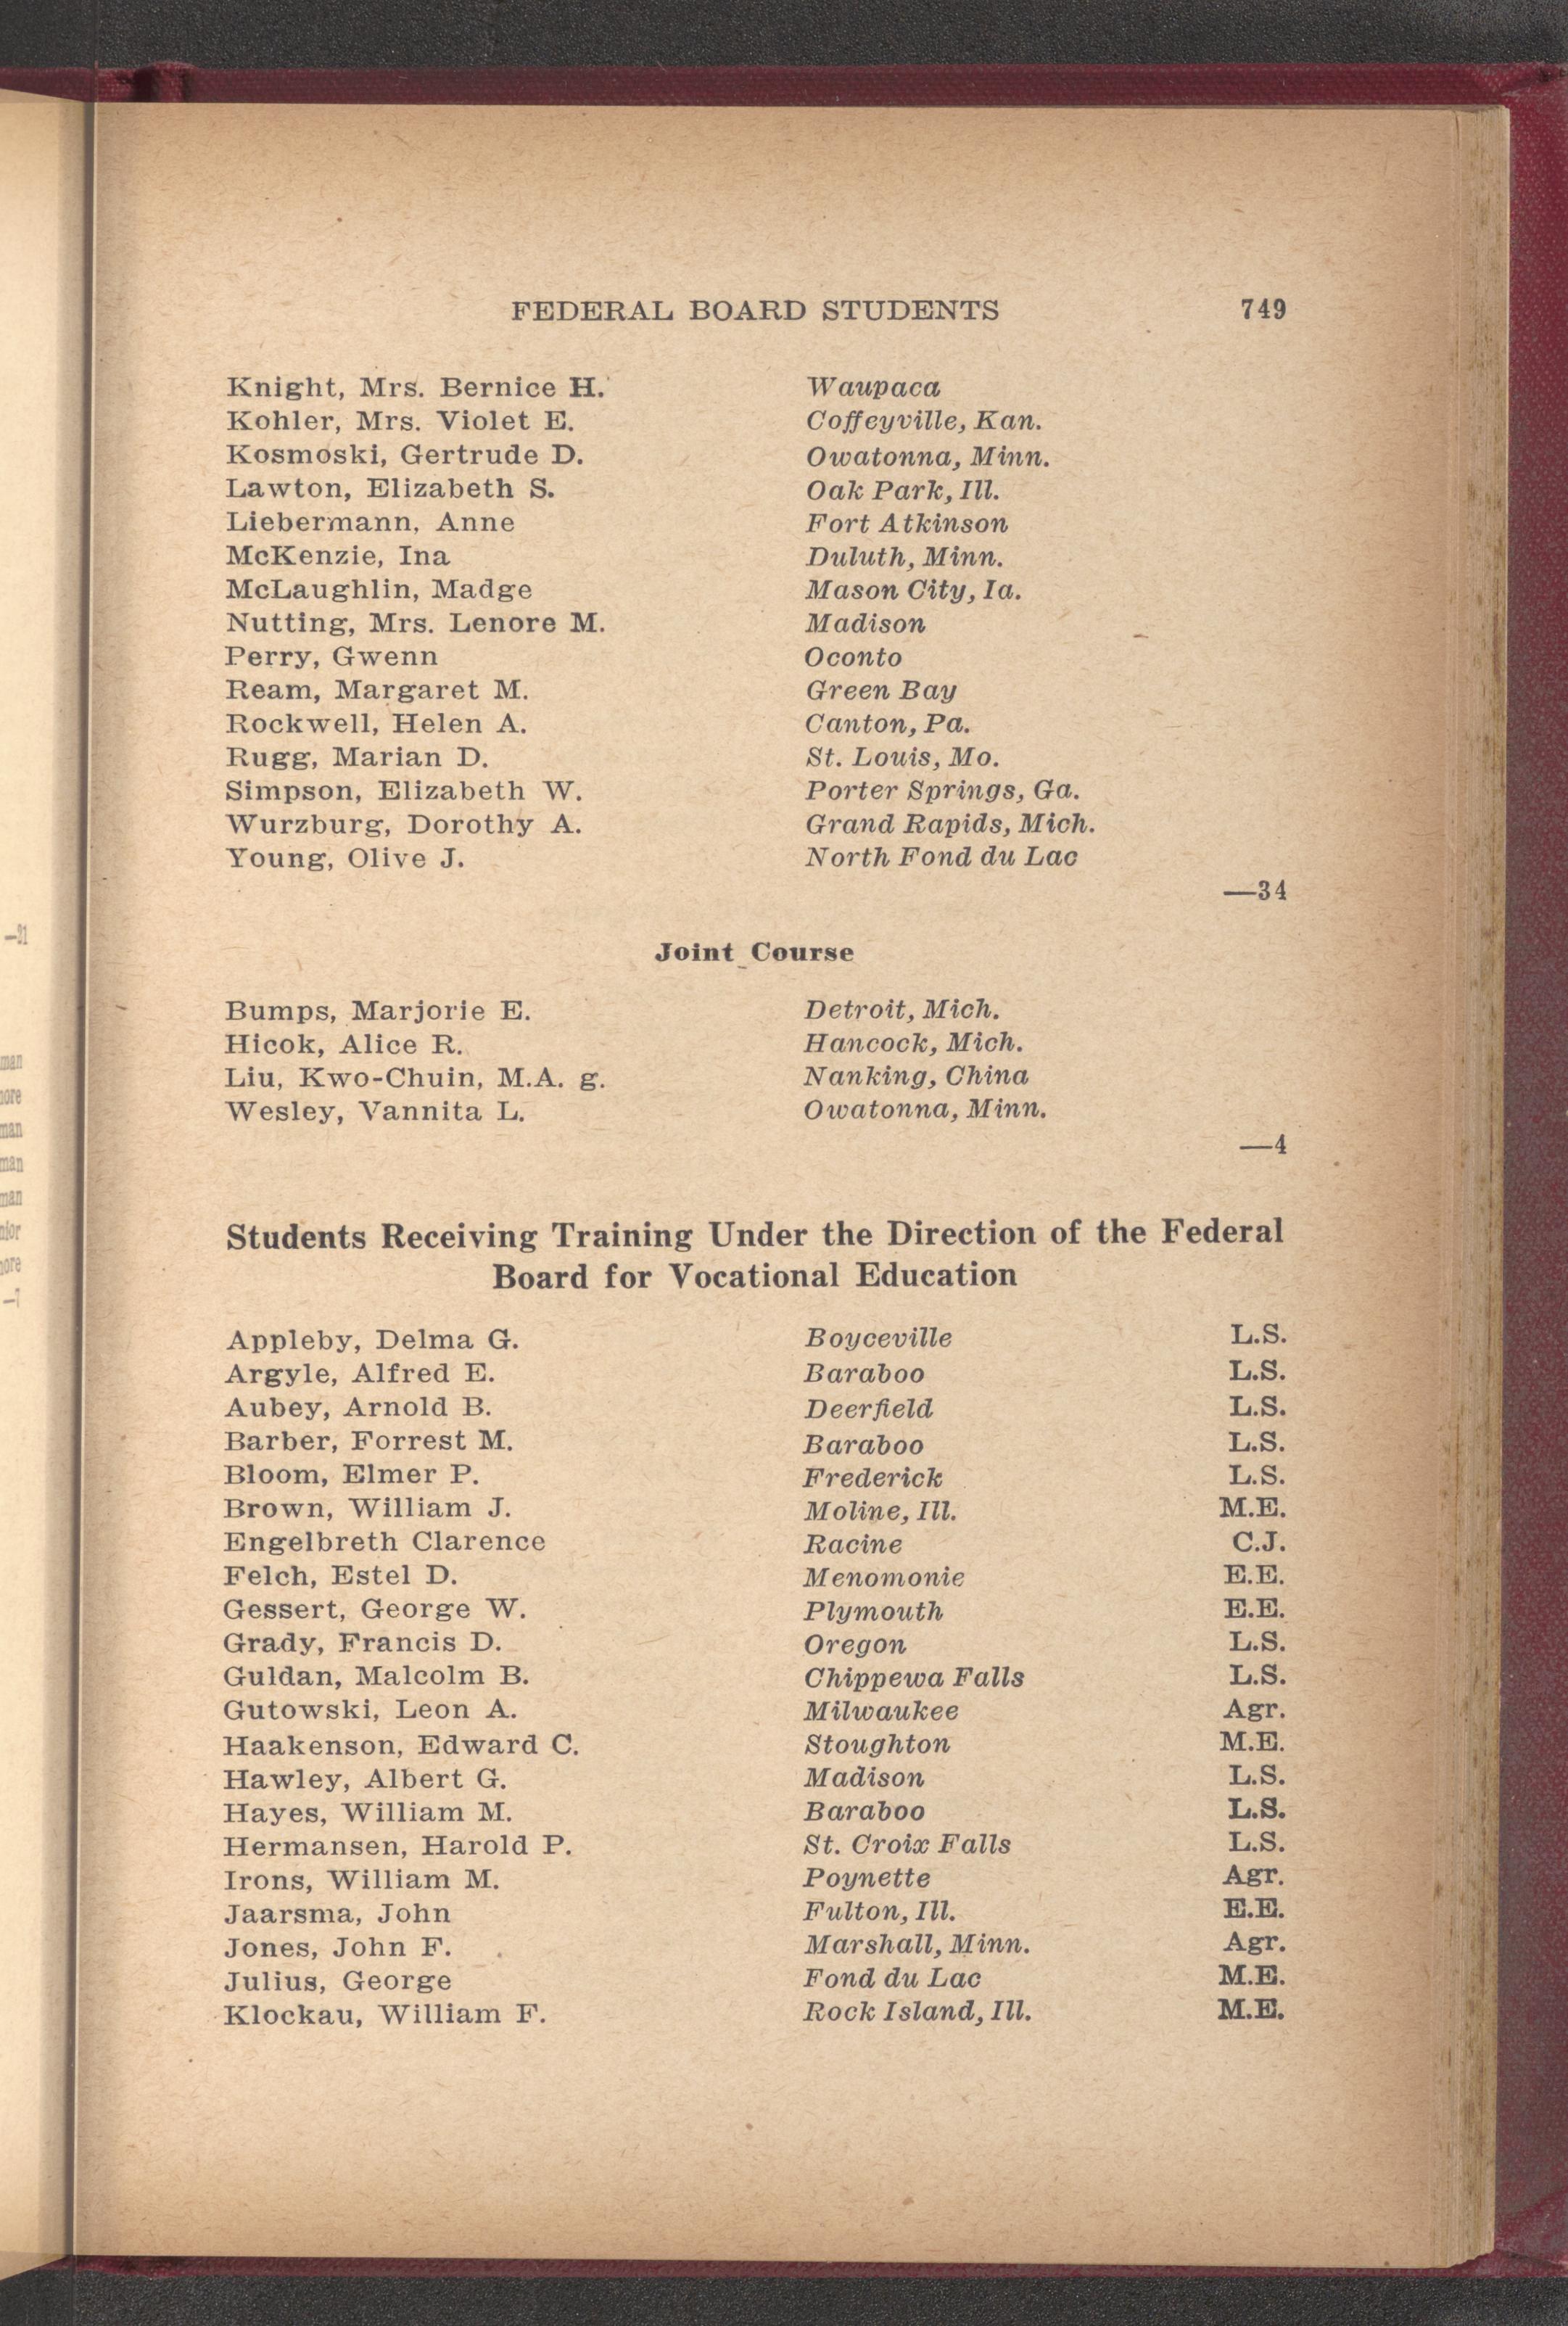 FEDERAL BOARD STUDENTS 749
Knight, Mrs. Bernice H. Waupaca
Kohler, Mrs. Violet E. Coffeyville, Kan.
Kosmoski, Gertrude D. Owatonna, Minn.
Lawton, Elizabeth S. Oak Park, Ill.
Liebermann, Anne Fort Atkinson
McKenzie, Ina Duluth, Minn.
McLaughlin, Madge Mason City, Ia.
Nutting, Mrs. Lenore M. Madison
Perry, Gwenn Oconto
Ream, Margaret M. Green Bay
Rockwell, Helen A. Canton, Pa.
Rugg, Marian D. St. Louis, Mo.
Simpson, Elizabeth W. Porter Springs, Ga.
Wurzburg, Dorothy A. Grand Rapids, Mich.
Young, Olive J. North Fond du Lac
—34
Joint Course
Bumps, Marjorie E. Detroit, Mich.
Hicok, Alice R. Hancock, Mich.
Liu, Kwo-Chuin, M.A. g. Nanking, China
Wesley, Vannita L. Owatonna, Minn.
—4
Students Receiving Training Under the Direction of the Federal
Board for Vocational Education
Appleby, Delma G. Boyceville L.S.
Argyle, Alfred E. Baraboo L.S.
Aubey, Arnold B. Deerfield L.S.
Barber, Forrest M. Baraboo L.S.
Bloom, Elmer P. Frederick L.S.
Brown, William J. Moline, Ill. M.E.
Engelbreth Clarence Racine C.J.
Felch, Estel D. Menomonie E.E.
Gessert, George W. Plymouth E.E.
Grady, Francis D. Oregon L.S.
Guldan, Malcolm B. Chippewa Falls L.S.
Gutowski, Leon A. Milwaukee Agr.
Haakenson, Edward C. Stoughton M.E.
Hawley, Albert G. Madison L.S.
Hayes, William M. Baraboo L.S.
Hermansen, Harold P. St. Croix Falls L.S.
Irons, William M. Poynette Agr.
Jaarsma, John Fulton, Ill. E.E.
Jones, John F. Marshall, Minn. Agr.
Julius, George Fond du Lac M.E.
Klockau, William F. Rock Island, Ill. M.E.